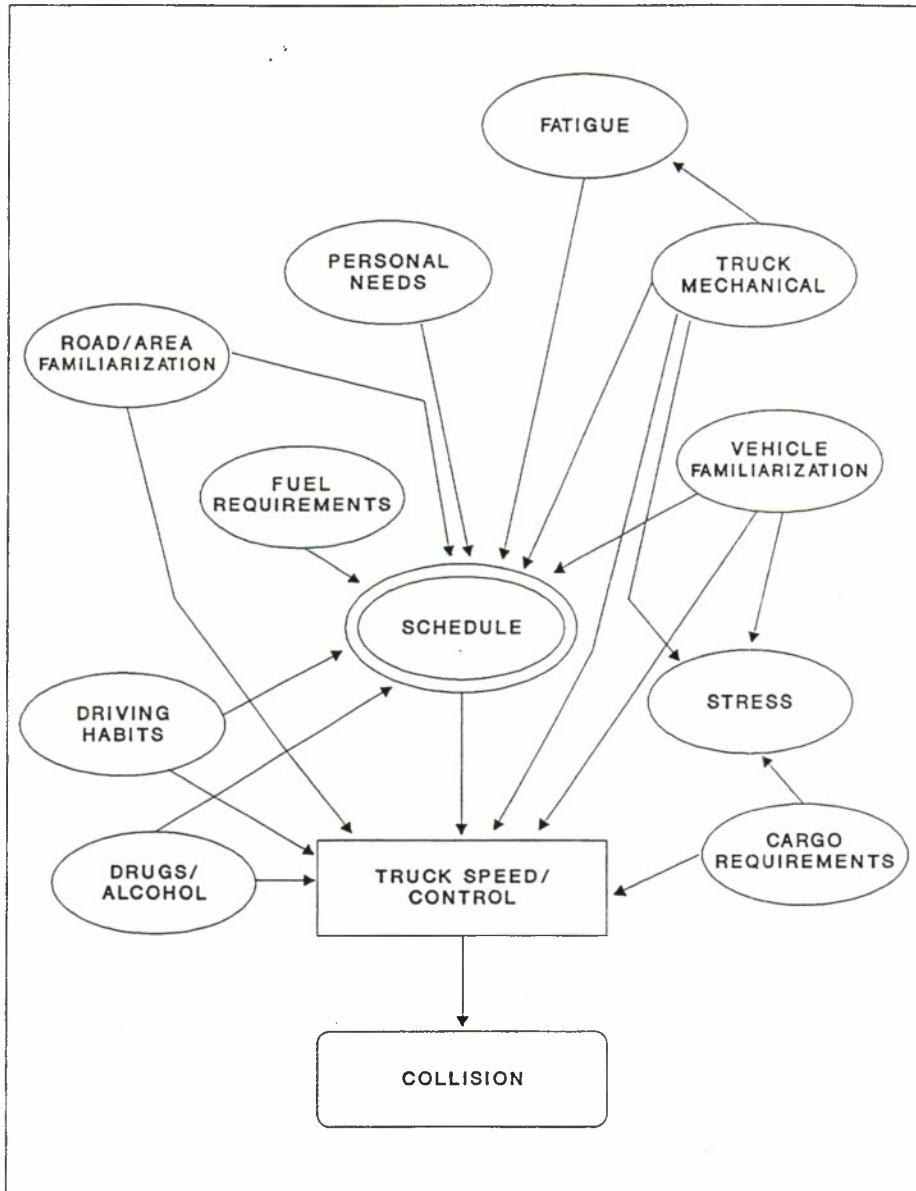 FATIGUE
PERSONAL
NEEDS
TRUCK
MECHANICAL
ROAD/AREA
FAMILIARIZATION
VEHICLE
FAMILIARIZATION
FUEL
REQUIREMENTS
SCHEDULE
DRIVING
HABITS
STRESS
DRUGS/
ALCOHOL
TRUCK SPEED/
CONTROL
CARGO
REQUIREMENTS
COLLISION